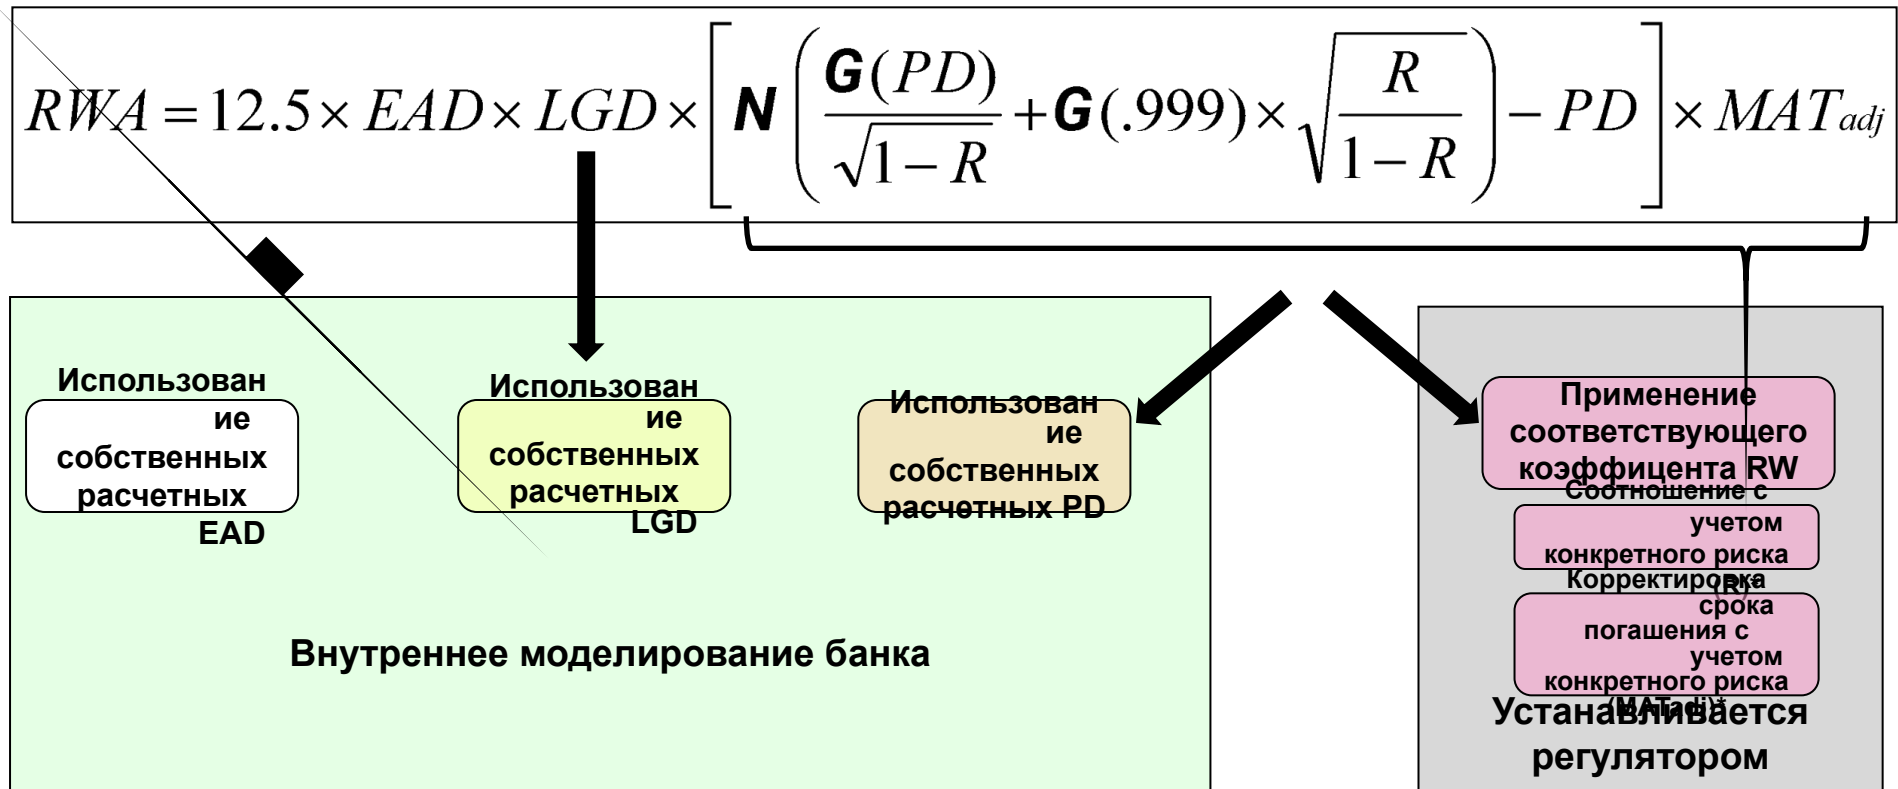 RWA = 12.5 × EAD × LGD × [ N ( G(PD) / √(1 − R) + G(.999) × √( R / (1 − R) ) ) − PD ] × MATadj
Использован
ие
собственных
расчетных
EAD
Использован
ие
собственных
расчетных
LGD
Использован
ие
собственных
расчетных PD
Внутреннее моделирование банка
Применение
соответствующего
коэффицента RW
Соотношение с
учетом
конкретного риска
(R)*
Корректировка
срока
погашения с
учетом
конкретного риска
(MATadj)*
Устанавливается
регулятором